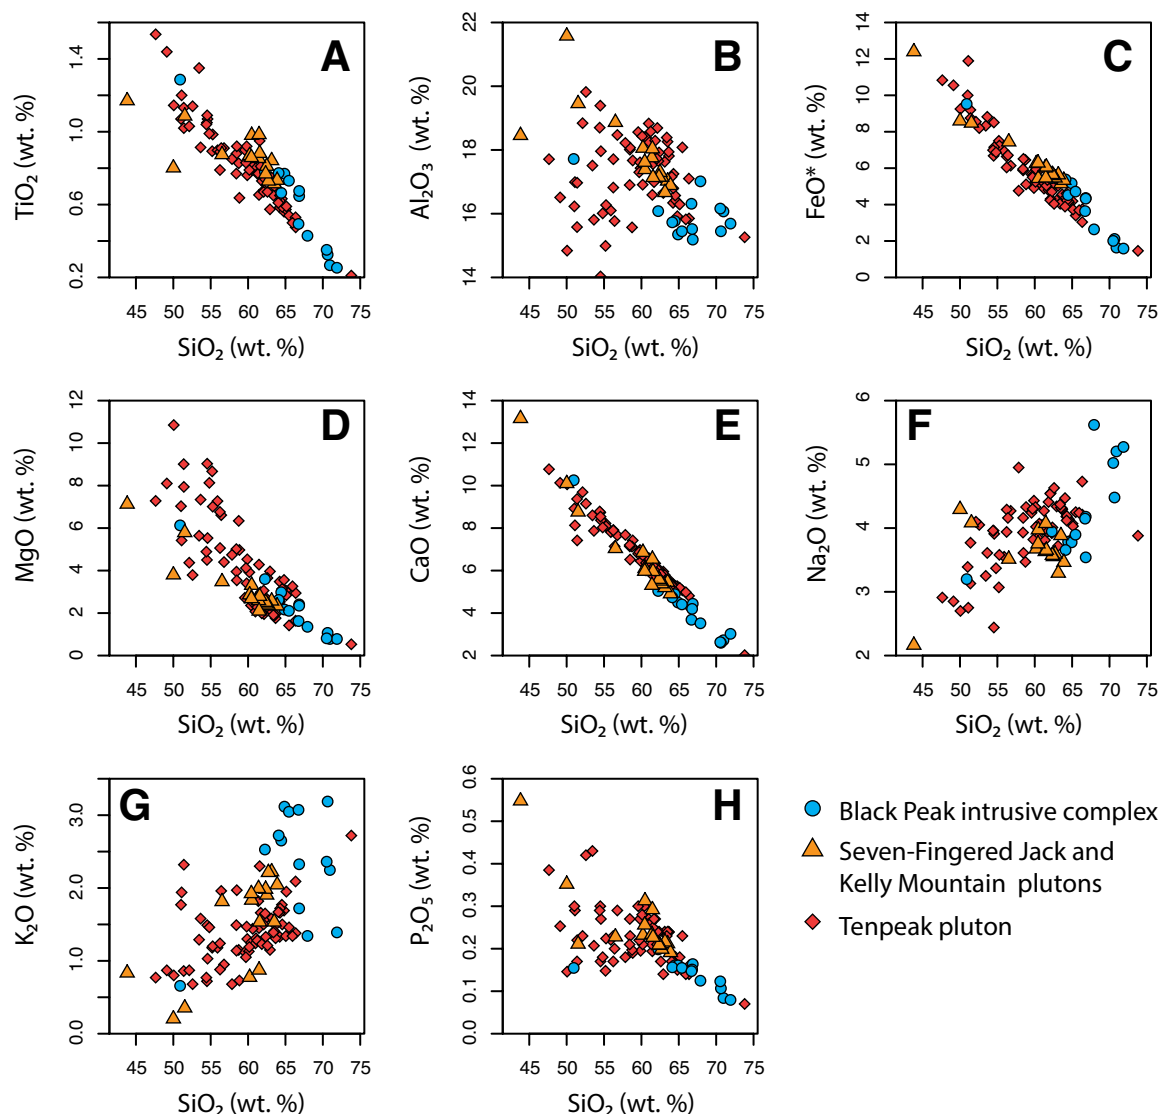 A
TiO₂ (wt. %)
0.2 0.6 1.0 1.4
45 50 55 60 65 70 75
SiO₂ (wt. %)
B
Al₂O₃ (wt. %)
14 16 18 20 22
45 50 55 60 65 70 75
SiO₂ (wt. %)
C
FeO* (wt. %)
0 2 4 6 8 10 12 14
45 50 55 60 65 70 75
SiO₂ (wt. %)
D
MgO (wt. %)
0 2 4 6 8 10 12
45 50 55 60 65 70 75
SiO₂ (wt. %)
E
CaO (wt. %)
2 4 6 8 10 12 14
45 50 55 60 65 70 75
SiO₂ (wt. %)
F
Na₂O (wt. %)
2 3 4 5 6
45 50 55 60 65 70 75
SiO₂ (wt. %)
G
K₂O (wt. %)
0.0 1.0 2.0 3.0
45 50 55 60 65 70 75
SiO₂ (wt. %)
H
P₂O₅ (wt. %)
0.0 0.1 0.2 0.3 0.4 0.5 0.6
45 50 55 60 65 70 75
SiO₂ (wt. %)
Black Peak intrusive complex
Seven-Fingered Jack and
Kelly Mountain plutons
Tenpeak pluton